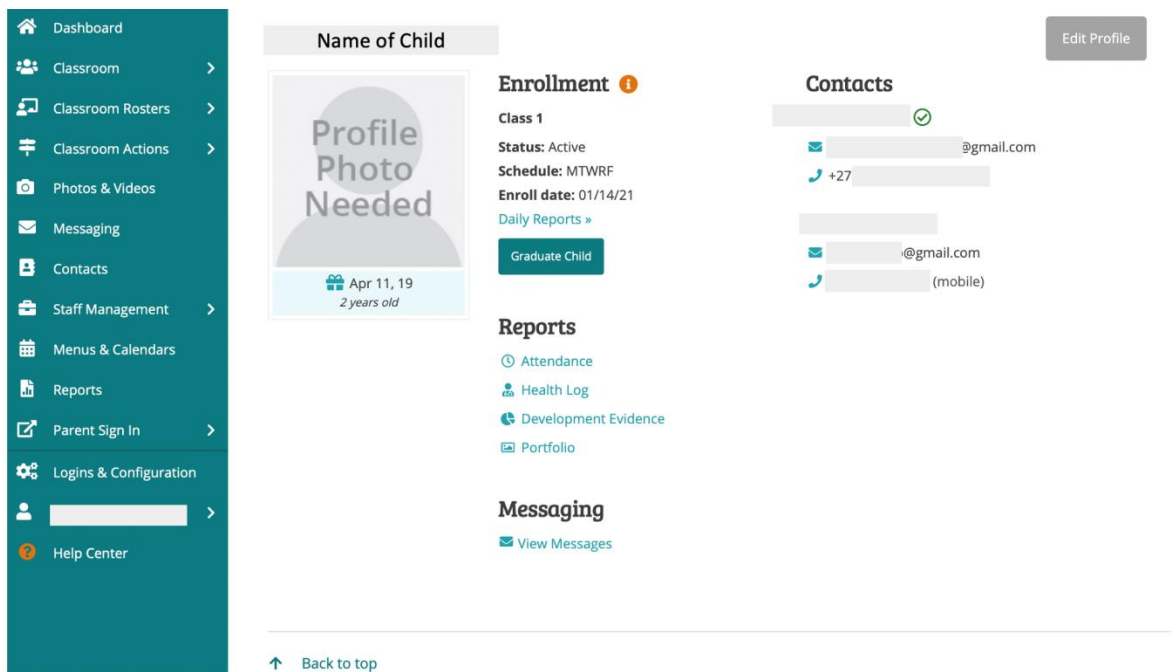 Dashboard
Classroom
Classroom Rosters
Classroom Actions
Photos & Videos
Messaging
Contacts
Staff Management
Menus & Calendars
Reports
Parent Sign In
Logins & Configuration
Help Center
Name of Child
Edit Profile
Profile
Photo
Needed
Apr 11, 19
2 years old
Enrollment
Class 1
Status: Active
Schedule: MTWRF
Enroll date: 01/14/21
Daily Reports »
Graduate Child
Reports
Attendance
Health Log
Development Evidence
Portfolio
Messaging
View Messages
Contacts
@gmail.com
+27
@gmail.com
(mobile)
Back to top